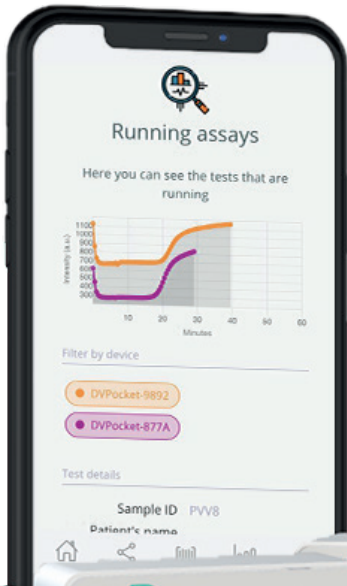 Running assays
Here you can see the tests that are
running
1100
1000
900
800
700
600
500
400
300
Intensity (a.u.)
10 20 30 40 50 60
Minutes
Filter by device
DVPocket-9892
DVPocket-877A
Test details
Sample ID PVV8
Patient's name